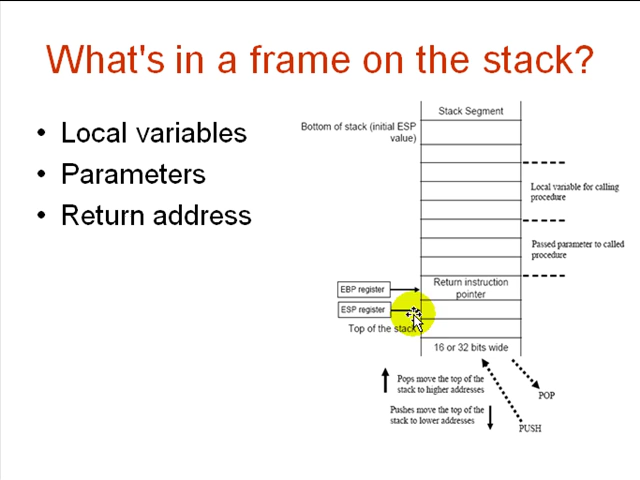 What's in a frame on the stack?
• Local variables
• Parameters
• Return address
Stack Segment
Bottom of stack (initial ESP
value)
Local variable for calling
procedure
Passed parameter to called
procedure
EBP register
Return instruction
pointer
ESP register
Top of the stack
16 or 32 bits wide
Pops move the top of the
stack to higher addresses
POP
Pushes move the top of the
stack to lower addresses
PUSH